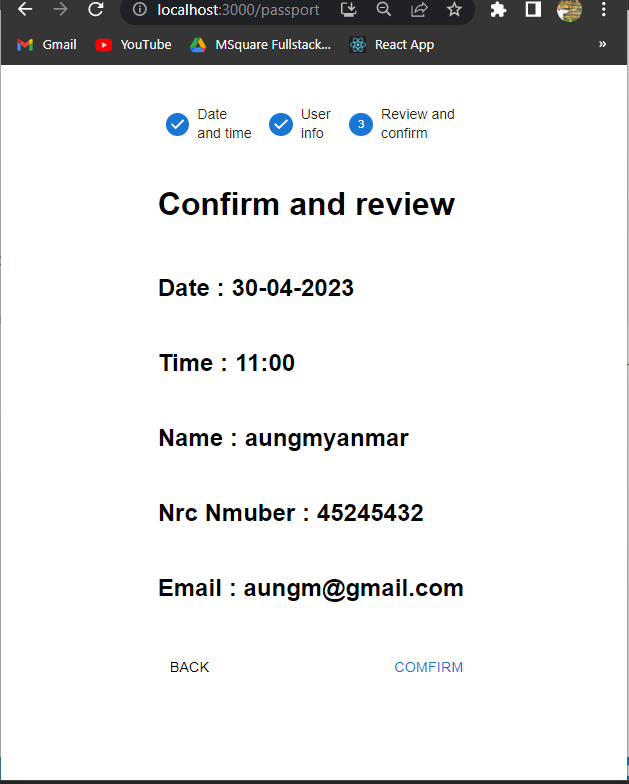 localhost:3000/passport
Gmail YouTube MSquare Fullstack... React App »
Date and time
User info
3 Review and confirm
Confirm and review
Date : 30-04-2023
Time : 11:00
Name : aungmyanmar
Nrc Nmuber : 45245432
Email : aungm@gmail.com
BACK COMFIRM